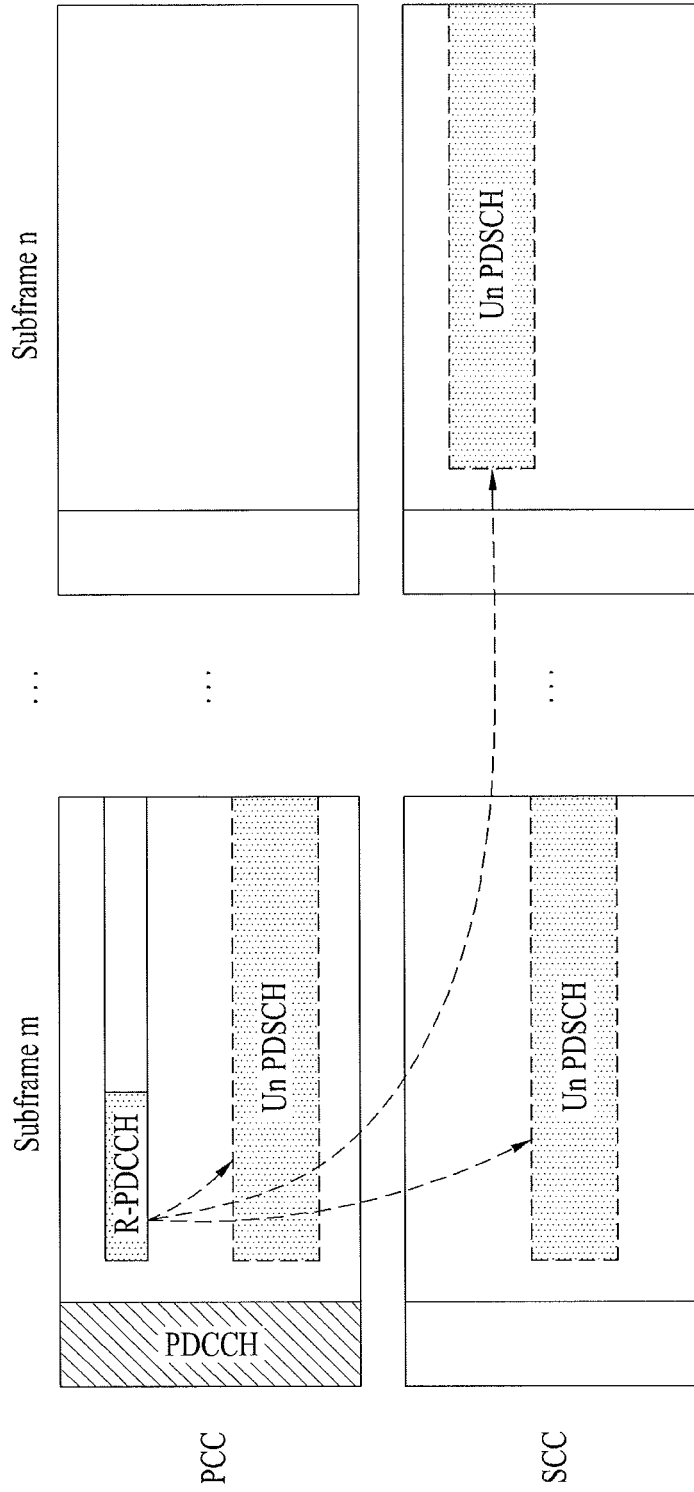 Subframe m
...
Subframe n
PCC
PDCCH
R-PDCCH
Un PDSCH
...
SCC
Un PDSCH
...
Un PDSCH